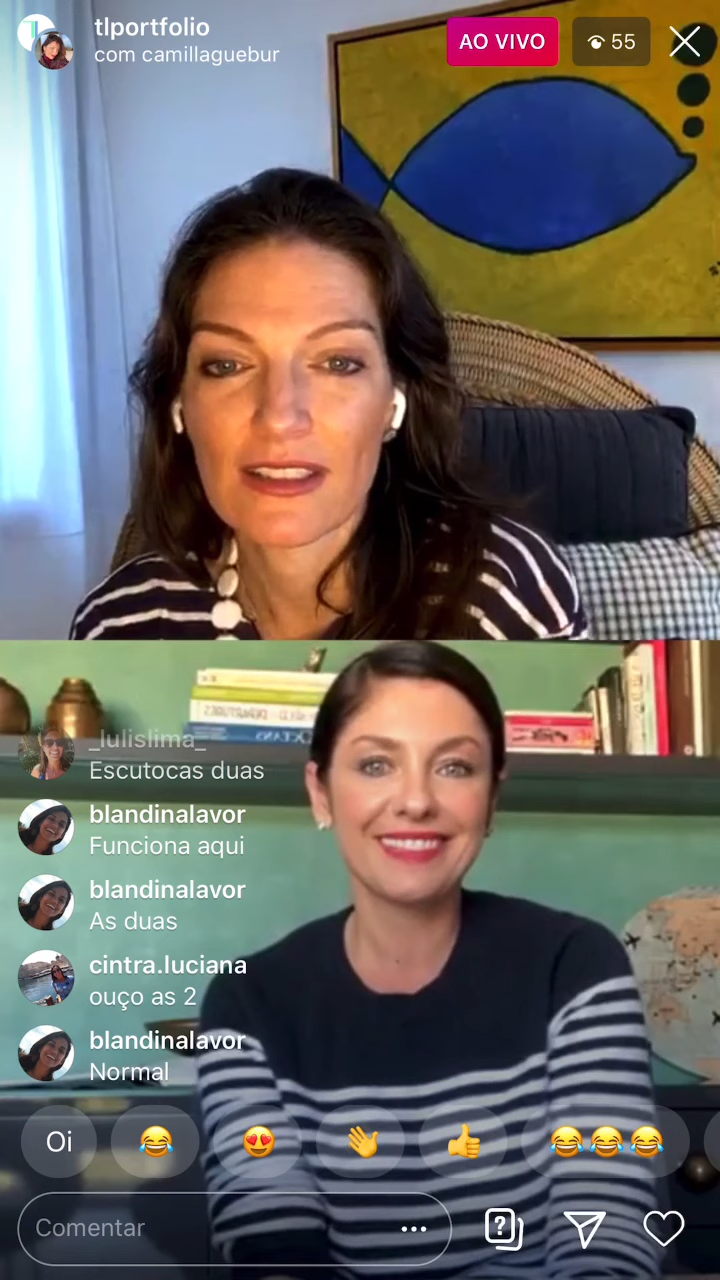 tlportfolio
com camillaguebur
AO VIVO
55
_lulislima_
Escutocas duas
blandinalavor
Funciona aqui
blandinalavor
As duas
cintra.luciana
ouço as 2
blandinalavor
Normal
Oi
Comentar